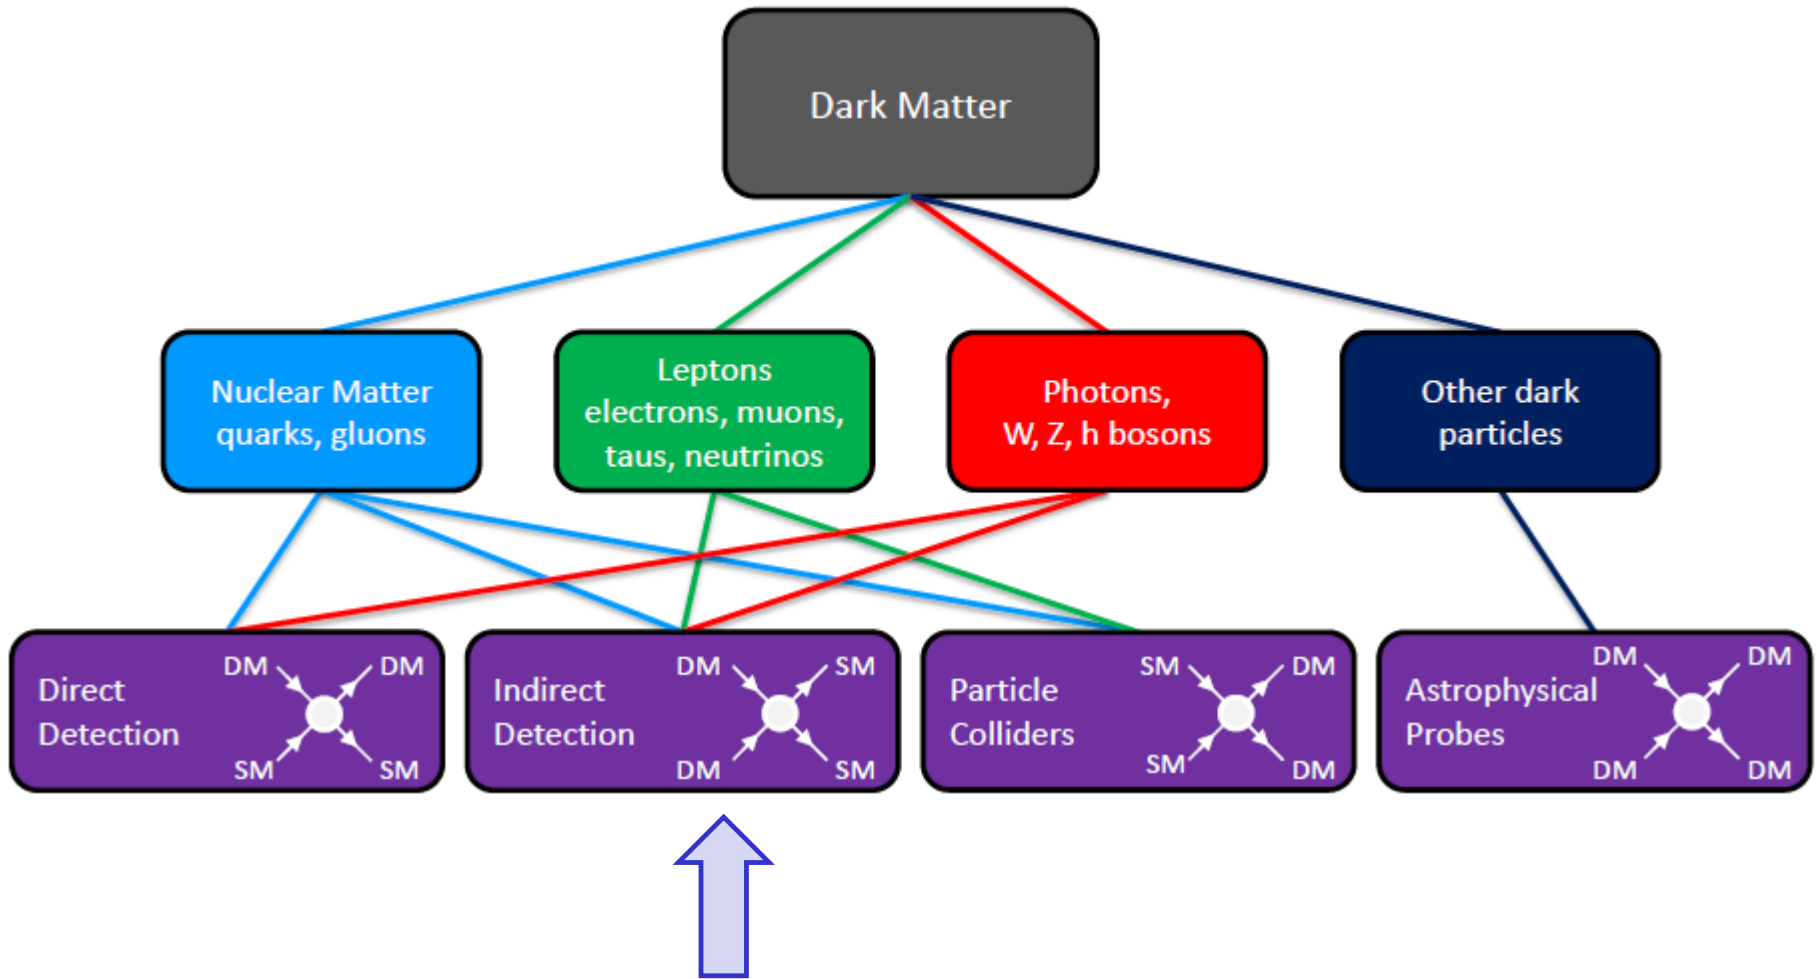 Dark Matter
Nuclear Matter
quarks, gluons
Leptons
electrons, muons,
taus, neutrinos
Photons,
W, Z, h bosons
Other dark
particles
Direct
Detection
DM
DM
SM
SM
Indirect
Detection
DM
SM
DM
SM
Particle
Colliders
SM
DM
SM
DM
Astrophysical
Probes
DM
DM
DM
DM